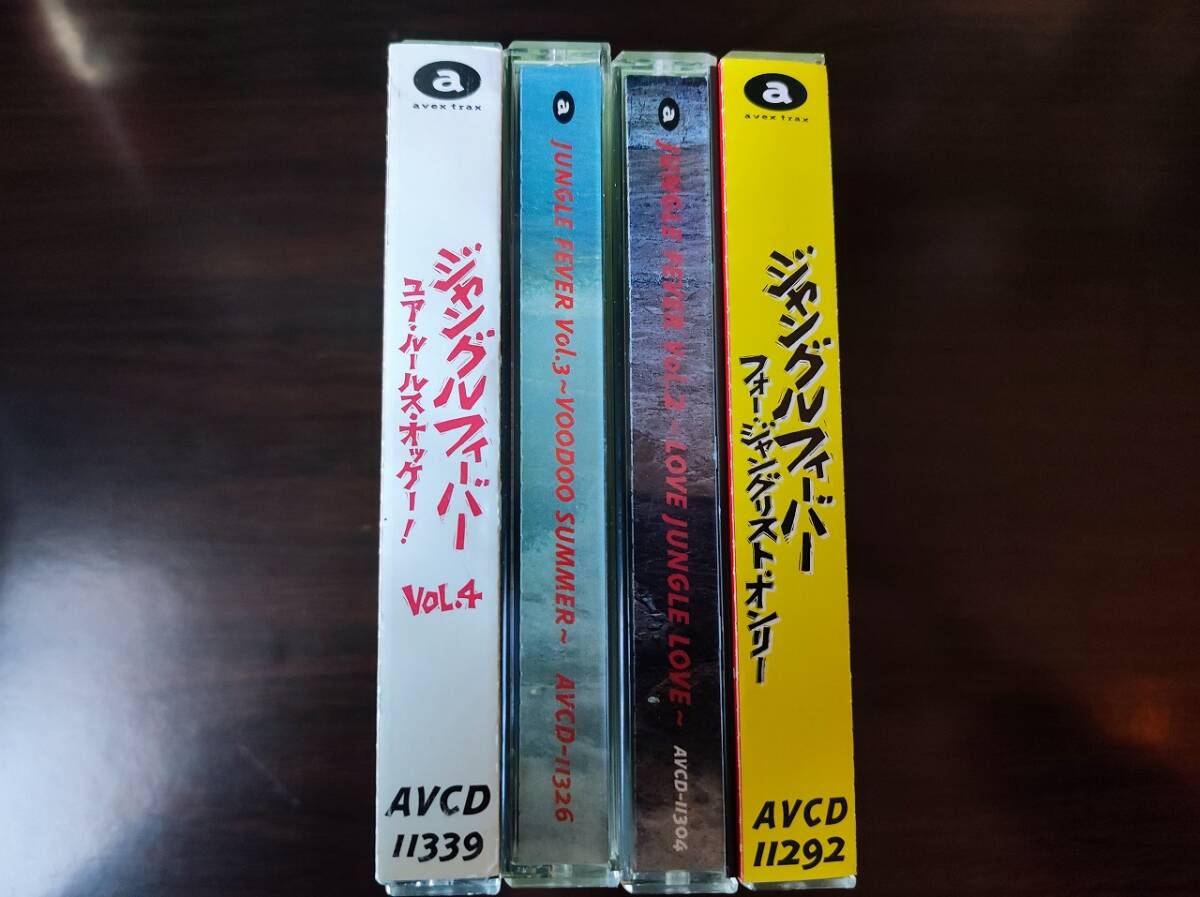 a
avex trax
ジャングルフィーバー
ユア・ルールス・オッケー!
VOL.4
AVCD
11339
a
JUNGLE FEVER Vol.3~VOODOO SUMMER~ AVCD-11326
a
JUNGLE FEVER Vol.2~LOVE JUNGLE LOVE~ AVCD-11304
a
avex trax
ジャングルフィーバー
フォー・ジャングリスト・オンリー
AVCD
11292